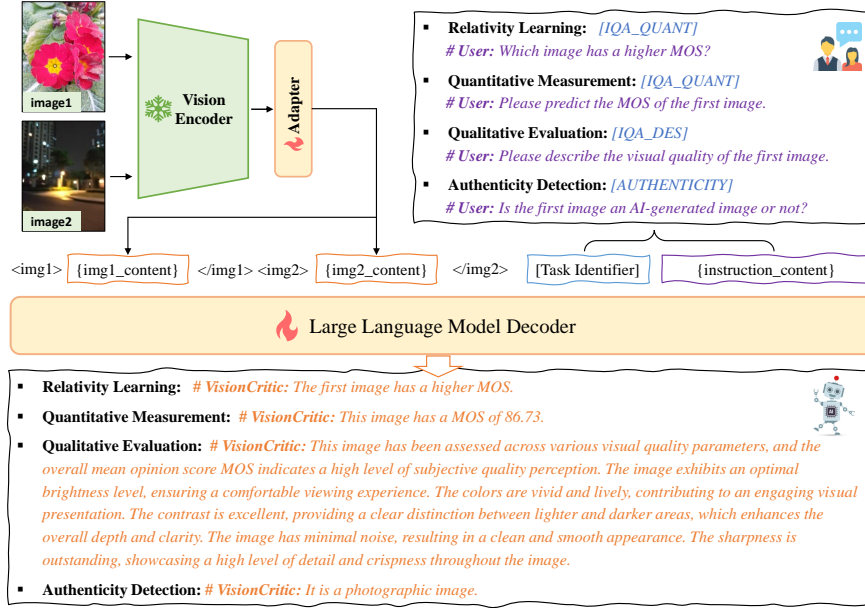 image1
image2
Vision
Encoder
Adapter
▪ Relativity Learning: [IQA_QUANT]
# User: Which image has a higher MOS?
▪ Quantitative Measurement: [IQA_QUANT]
# User: Please predict the MOS of the first image.
▪ Qualitative Evaluation: [IQA_DES]
# User: Please describe the visual quality of the first image.
▪ Authenticity Detection: [AUTHENTICITY]
# User: Is the first image an AI-generated image or not?
<img1> {img1_content} </img1> <img2> {img2_content} </img2> [Task Identifier] {instruction_content}
Large Language Model Decoder
▪ Relativity Learning: # VisionCritic: The first image has a higher MOS.
▪ Quantitative Measurement: # VisionCritic: This image has a MOS of 86.73.
▪ Qualitative Evaluation: # VisionCritic: This image has been assessed across various visual quality parameters, and the
overall mean opinion score MOS indicates a high level of subjective quality perception. The image exhibits an optimal
brightness level, ensuring a comfortable viewing experience. The colors are vivid and lively, contributing to an engaging visual
presentation. The contrast is excellent, providing a clear distinction between lighter and darker areas, which enhances the
overall depth and clarity. The image has minimal noise, resulting in a clean and smooth appearance. The sharpness is
outstanding, showcasing a high level of detail and crispness throughout the image.
▪ Authenticity Detection: # VisionCritic: It is a photographic image.